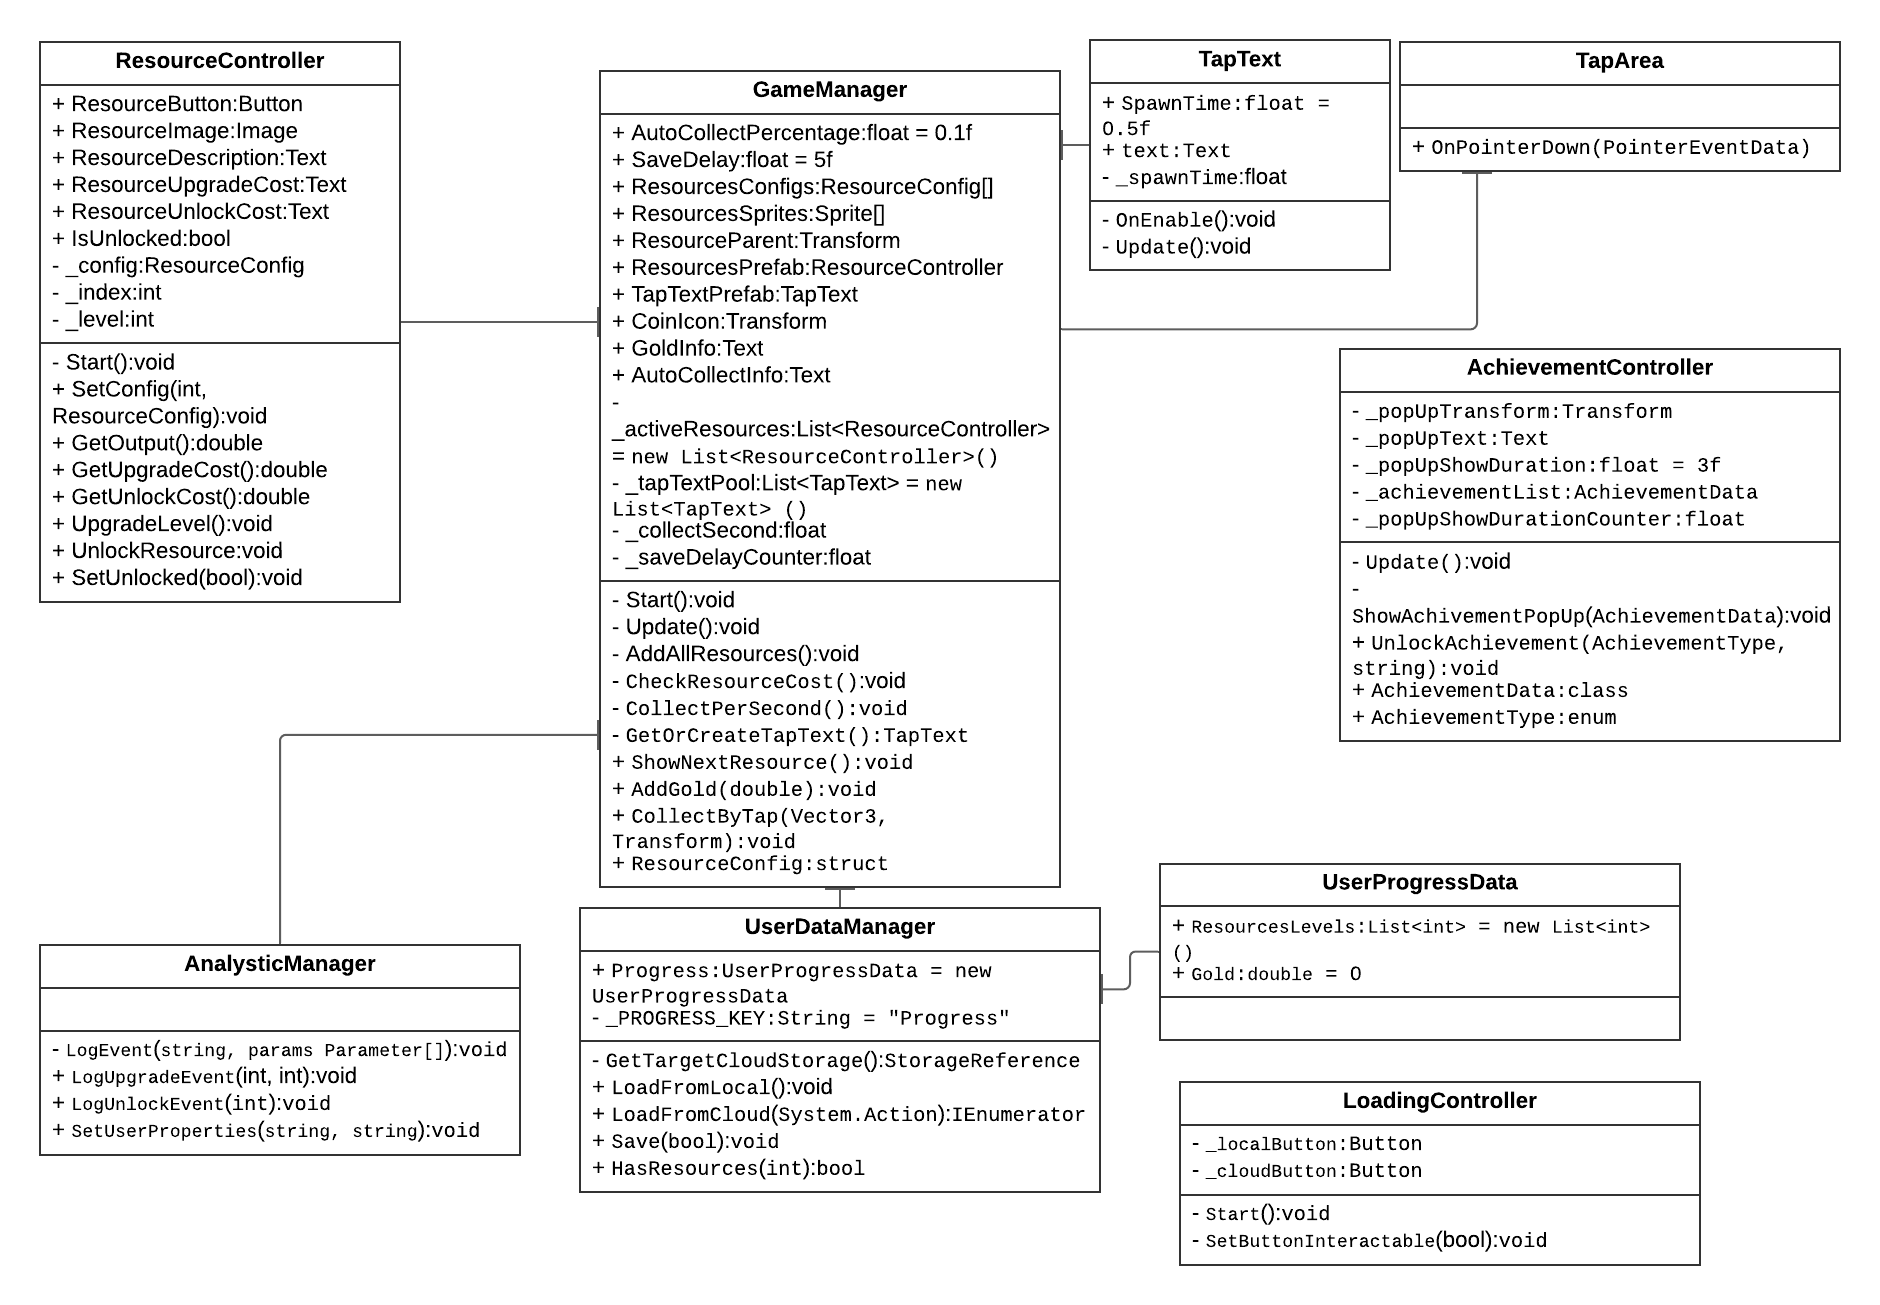 ResourceController
+ ResourceButton:Button
+ ResourceImage:Image
+ ResourceDescription:Text
+ ResourceUpgradeCost:Text
+ ResourceUnlockCost:Text
+ IsUnlocked:bool
- _config:ResourceConfig
- _index:int
- _level:int
- Start():void
+ SetConfig(int,
ResourceConfig):void
+ GetOutput():double
+ GetUpgradeCost():double
+ GetUnlockCost():double
+ UpgradeLevel():void
+ UnlockResource:void
+ SetUnlocked(bool):void
GameManager
+ AutoCollectPercentage:float = 0.1f
+ SaveDelay:float = 5f
+ ResourcesConfigs:ResourceConfig[]
+ ResourcesSprites:Sprite[]
+ ResourceParent:Transform
+ ResourcesPrefab:ResourceController
+ TapTextPrefab:TapText
+ CoinIcon:Transform
+ GoldInfo:Text
+ AutoCollectInfo:Text
-
_activeResources:List<ResourceController>
= new List<ResourceController>()
- _tapTextPool:List<TapText> = new
List<TapText> ()
- _collectSecond:float
- _saveDelayCounter:float
- Start():void
- Update():void
- AddAllResources():void
- CheckResourceCost():void
- CollectPerSecond():void
- GetOrCreateTapText():TapText
+ ShowNextResource():void
+ AddGold(double):void
+ CollectByTap(Vector3,
Transform):void
+ ResourceConfig:struct
TapText
+ SpawnTime:float =
0.5f
+ text:Text
- _spawnTime:float
- OnEnable():void
- Update():void
TapArea
+ OnPointerDown(PointerEventData)
AchievementController
- _popUpTransform:Transform
- _popUpText:Text
- _popUpShowDuration:float = 3f
- _achievementList:AchievementData
- _popUpShowDurationCounter:float
- Update():void
-
ShowAchivementPopUp(AchievementData):void
+ UnlockAchievement(AchievementType,
string):void
+ AchievementData:class
+ AchievementType:enum
AnalysticManager
- LogEvent(string, params Parameter[]):void
+ LogUpgradeEvent(int, int):void
+ LogUnlockEvent(int):void
+ SetUserProperties(string, string):void
UserDataManager
+ Progress:UserProgressData = new
UserProgressData
- _PROGRESS_KEY:String = "Progress"
- GetTargetCloudStorage():StorageReference
+ LoadFromLocal():void
+ LoadFromCloud(System.Action):IEnumerator
+ Save(bool):void
+ HasResources(int):bool
UserProgressData
+ ResourcesLevels:List<int> = new List<int>
()
+ Gold:double = 0
LoadingController
- _localButton:Button
- _cloudButton:Button
- Start():void
- SetButtonInteractable(bool):void